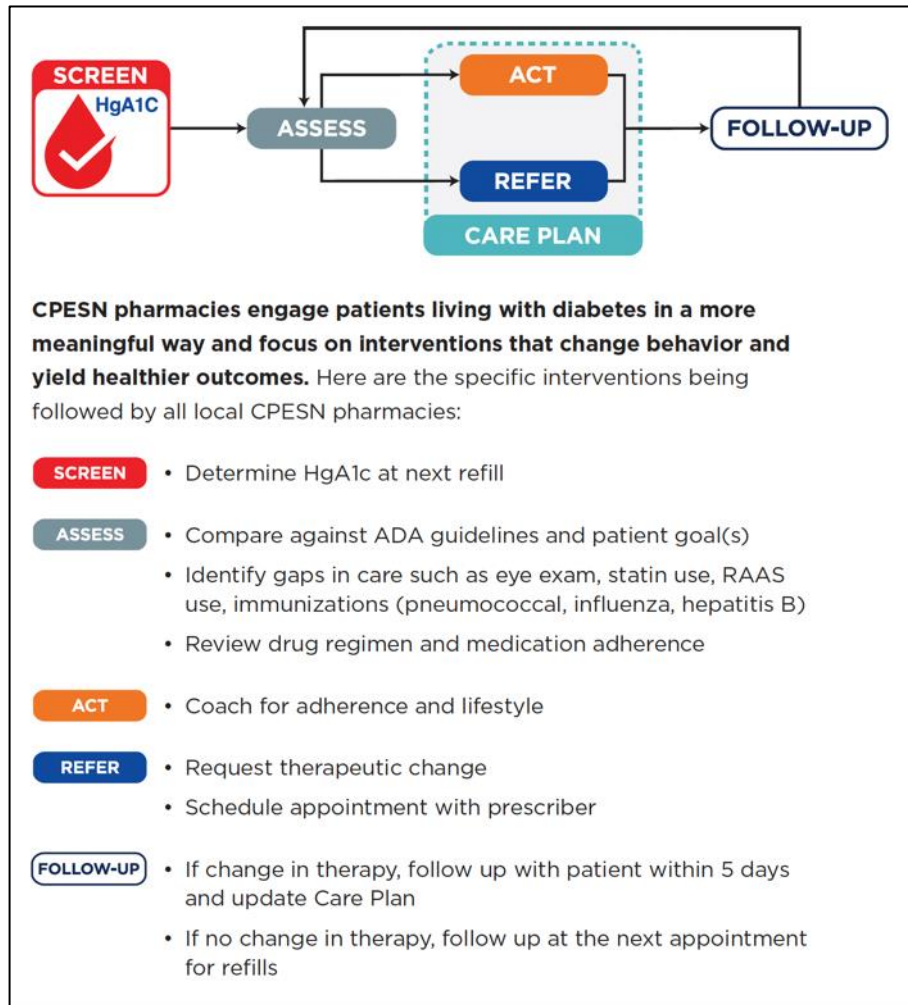 SCREEN
HgA1C
ASSESS
ACT
REFER
CARE PLAN
FOLLOW-UP
CPESN pharmacies engage patients living with diabetes in a more
meaningful way and focus on interventions that change behavior and
yield healthier outcomes. Here are the specific interventions being
followed by all local CPESN pharmacies:
SCREEN • Determine HgA1c at next refill
ASSESS • Compare against ADA guidelines and patient goal(s)
• Identify gaps in care such as eye exam, statin use, RAAS
use, immunizations (pneumococcal, influenza, hepatitis B)
• Review drug regimen and medication adherence
ACT • Coach for adherence and lifestyle
REFER • Request therapeutic change
• Schedule appointment with prescriber
FOLLOW-UP • If change in therapy, follow up with patient within 5 days
and update Care Plan
• If no change in therapy, follow up at the next appointment
for refills